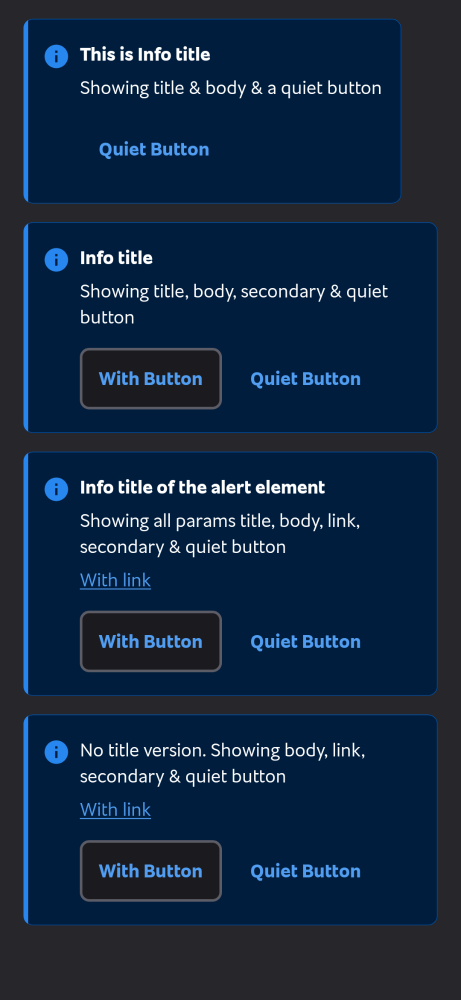 This is Info title
Showing title & body & a quiet button
Quiet Button
Info title
Showing title, body, secondary & quiet
button
With Button
Quiet Button
Info title of the alert element
Showing all params title, body, link,
secondary & quiet button
With link
With Button
Quiet Button
No title version. Showing body, link,
secondary & quiet button
With link
With Button
Quiet Button